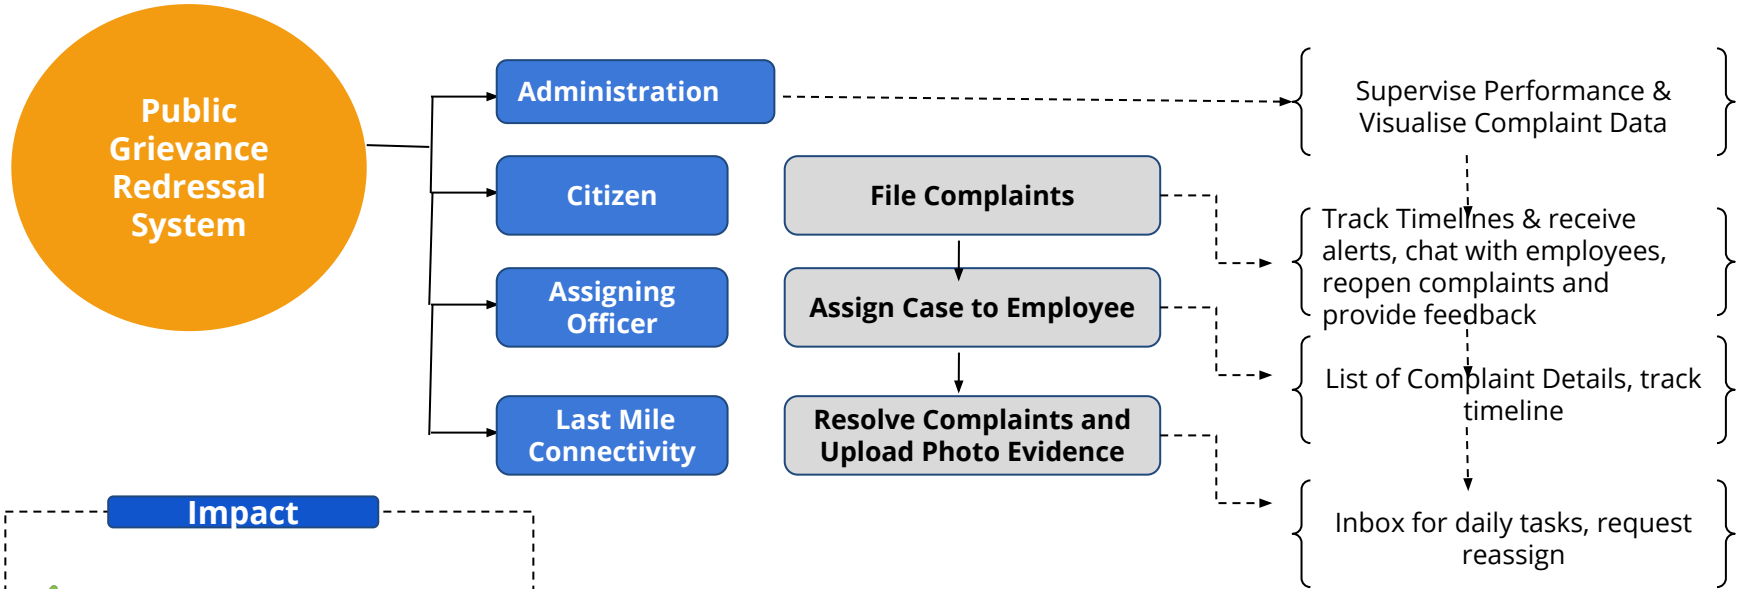 Public
Grievance
Redressal
System
Administration
Supervise Performance &
Visualise Complaint Data
Citizen
File Complaints
Track Timelines & receive
alerts, chat with employees,
reopen complaints and
provide feedback
Assigning
Officer
Assign Case to Employee
List of Complaint Details, track
timeline
Last Mile
Connectivity
Resolve Complaints and
Upload Photo Evidence
Inbox for daily tasks, request
reassign
Impact